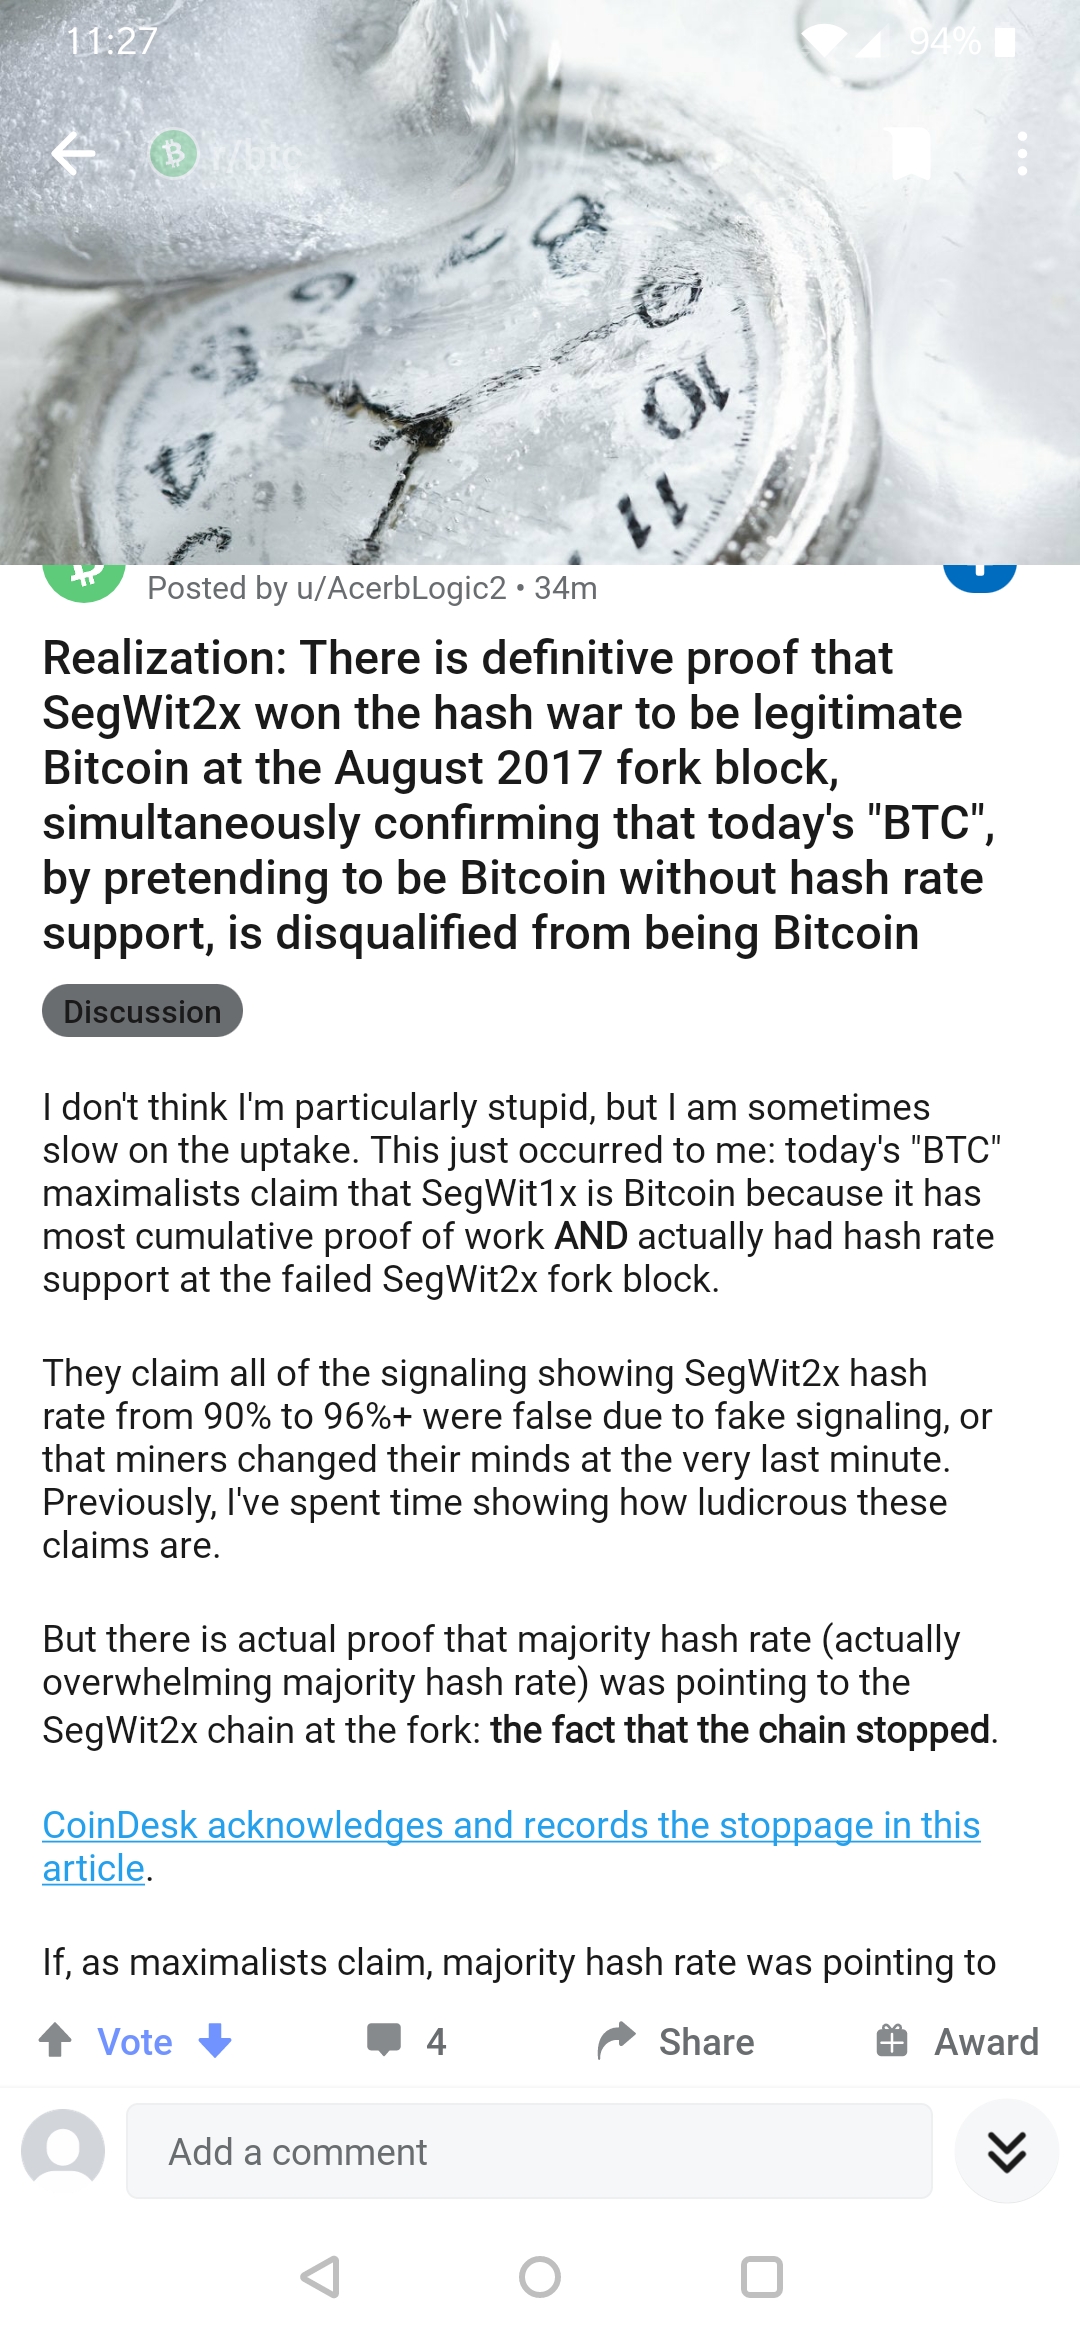 11:27
94%
r/btc
10
11
Posted by u/AcerbLogic2 • 34m
Realization: There is definitive proof that
SegWit2x won the hash war to be legitimate
Bitcoin at the August 2017 fork block,
simultaneously confirming that today's "BTC",
by pretending to be Bitcoin without hash rate
support, is disqualified from being Bitcoin
Discussion
I don't think I'm particularly stupid, but I am sometimes
slow on the uptake. This just occurred to me: today's "BTC"
maximalists claim that SegWit1x is Bitcoin because it has
most cumulative proof of work AND actually had hash rate
support at the failed SegWit2x fork block.
They claim all of the signaling showing SegWit2x hash
rate from 90% to 96%+ were false due to fake signaling, or
that miners changed their minds at the very last minute.
Previously, I've spent time showing how ludicrous these
claims are.
But there is actual proof that majority hash rate (actually
overwhelming majority hash rate) was pointing to the
SegWit2x chain at the fork: the fact that the chain stopped.
CoinDesk acknowledges and records the stoppage in this
article.
If, as maximalists claim, majority hash rate was pointing to
Vote
4
Share
Award
Add a comment